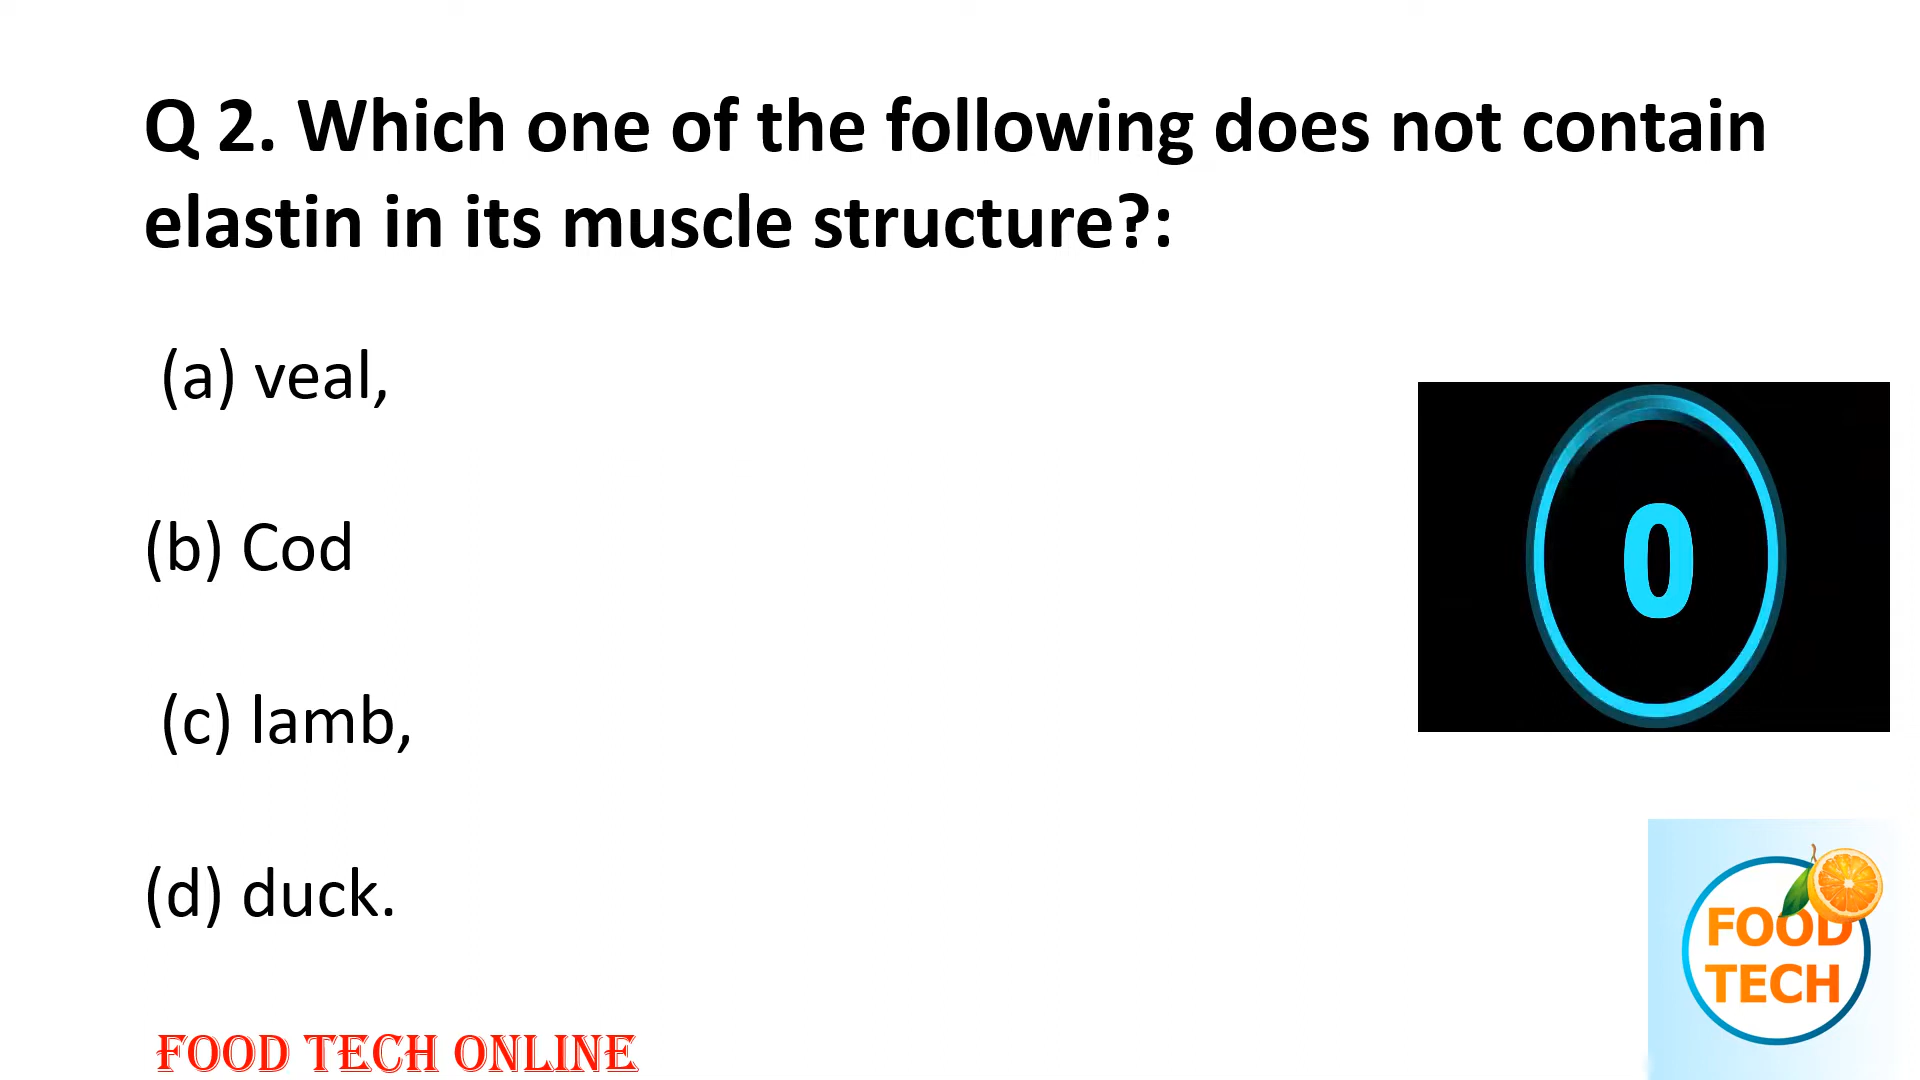 Q 2. Which one of the following does not contain
elastin in its muscle structure?:
(a) veal,
(b) Cod
(c) lamb,
(d) duck.
0
FOOD
TECH
FOOD TECH ONLINE